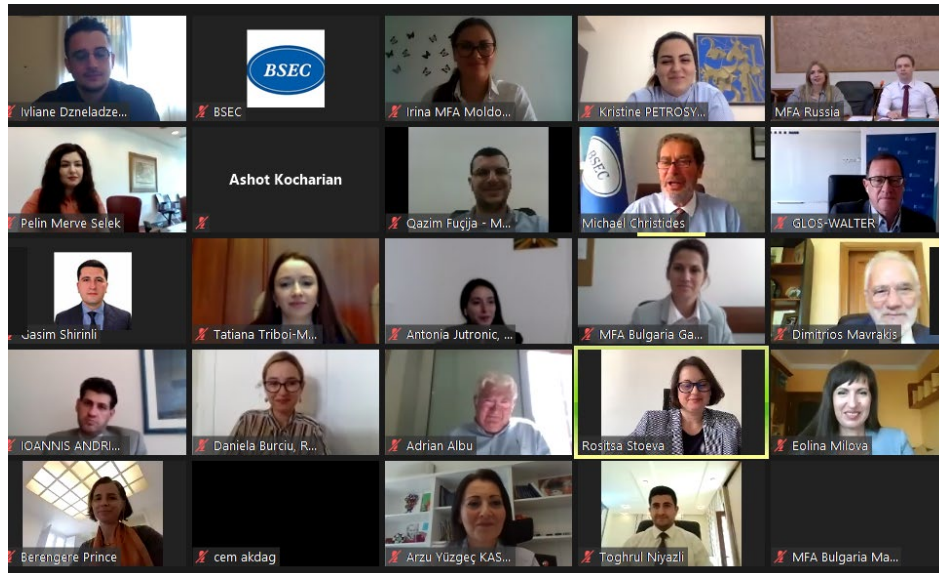 Ivliane Dzneladze...
BSEC
BSEC
Irina MFA Moldo...
Kristine PETROSY...
MFA Russia
Pelin Merve Selek
Ashot Kocharian
Qazim Fuçija - M...
BSEC
Michael Christides
GLOS-WALTER
Gasim Shirinli
Tatiana Triboi-M...
Antonia Jutronic, ...
MFA Bulgaria Ga...
Dimitrios Mavrakis
IOANNIS ANDRI...
Daniela Burciu, R...
Adrian Albu
Rositsa Stoeva
Eolina Milova
Berengere Prince
cem akdag
Arzu Yüzgeç KAS...
Toghrul Niyazli
MFA Bulgaria Ma...